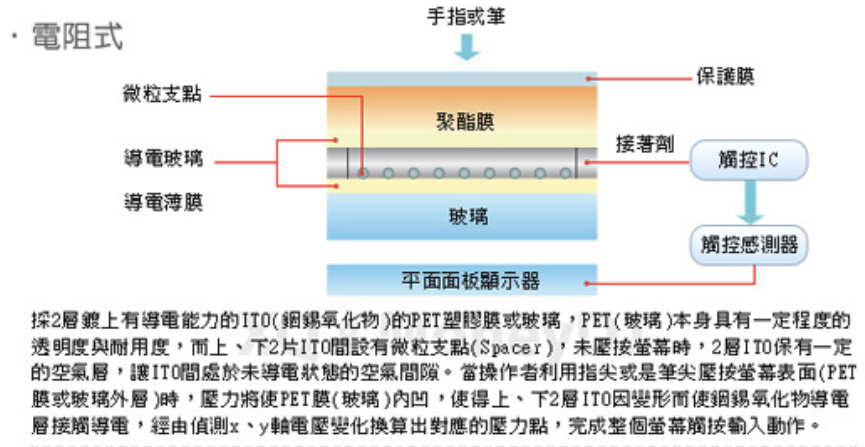 手指或筆
· 電阻式
保護膜
微粒支點
聚酯膜
接著劑
導電玻璃
觸控IC
導電薄膜
玻璃
觸控感測器
平面面板顯示器
採2層鍍上有導電能力的ITO(銦錫氧化物)的PET塑膠膜或玻璃，PET(玻璃)本身具有一定程度的
透明度與耐用度，而上、下2片ITO間設有微粒支點(Spacer)，未壓按螢幕時，2層ITO保有一定
的空氣層，讓ITO間處於未導電狀態的空氣間隙。當操作者利用指尖或是筆尖壓按螢幕表面(PET
膜或玻璃外層)時，壓力將使PET膜(玻璃)內凹，使得上、下2層ITO因變形而使銦錫氧化物導電
層接觸導電，經由偵測x、y軸電壓變化換算出對應的壓力點，完成整個螢幕觸按輸入動作。